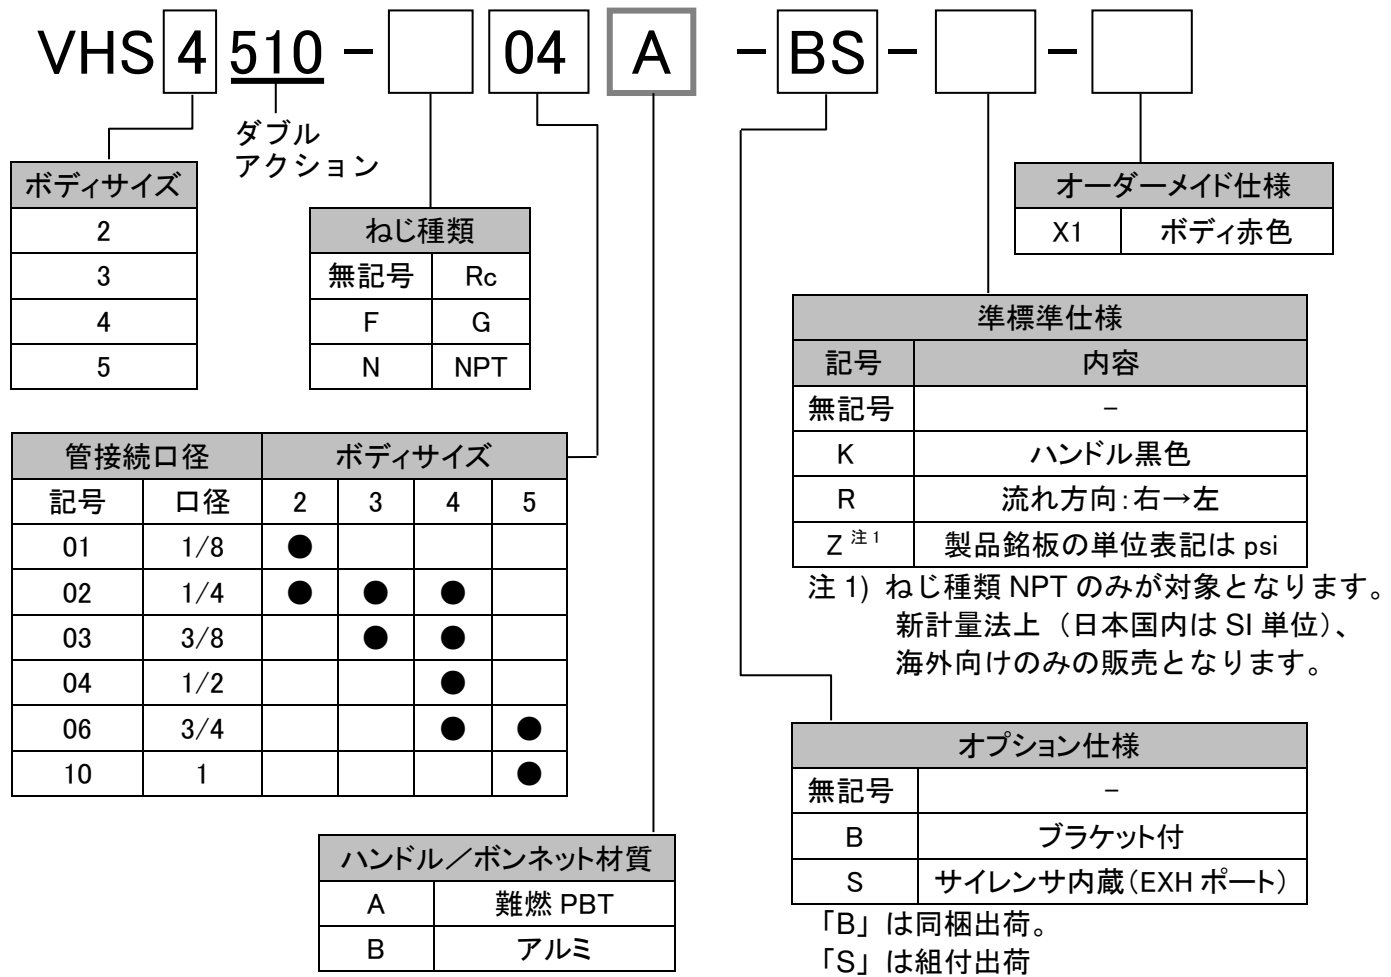 VHS 4 510 - 04 A - BS - -
ダブル
アクション
ボディサイズ
2
3
4
5
ねじ種類
無記号 Rc
F G
N NPT
オーダーメイド仕様
X1 ボディ赤色
準標準仕様
記号 内容
無記号 －
K ハンドル黒色
R 流れ方向：右→左
Z 注1 製品銘板の単位表記は psi
注 1) ねじ種類 NPT のみが対象となります。
新計量法上（日本国内は SI 単位）、
海外向けのみの販売となります。
管接続口径 ボディサイズ
記号 口径 2 3 4 5
01 1/8 ●
02 1/4 ● ● ●
03 3/8 ● ●
04 1/2 ●
06 3/4 ● ●
10 1 ●
ハンドル／ボンネット材質
A 難燃 PBT
B アルミ
オプション仕様
無記号 －
B ブラケット付
S サイレンサ内蔵（EXH ポート）
「B」は同梱出荷。
「S」は組付出荷